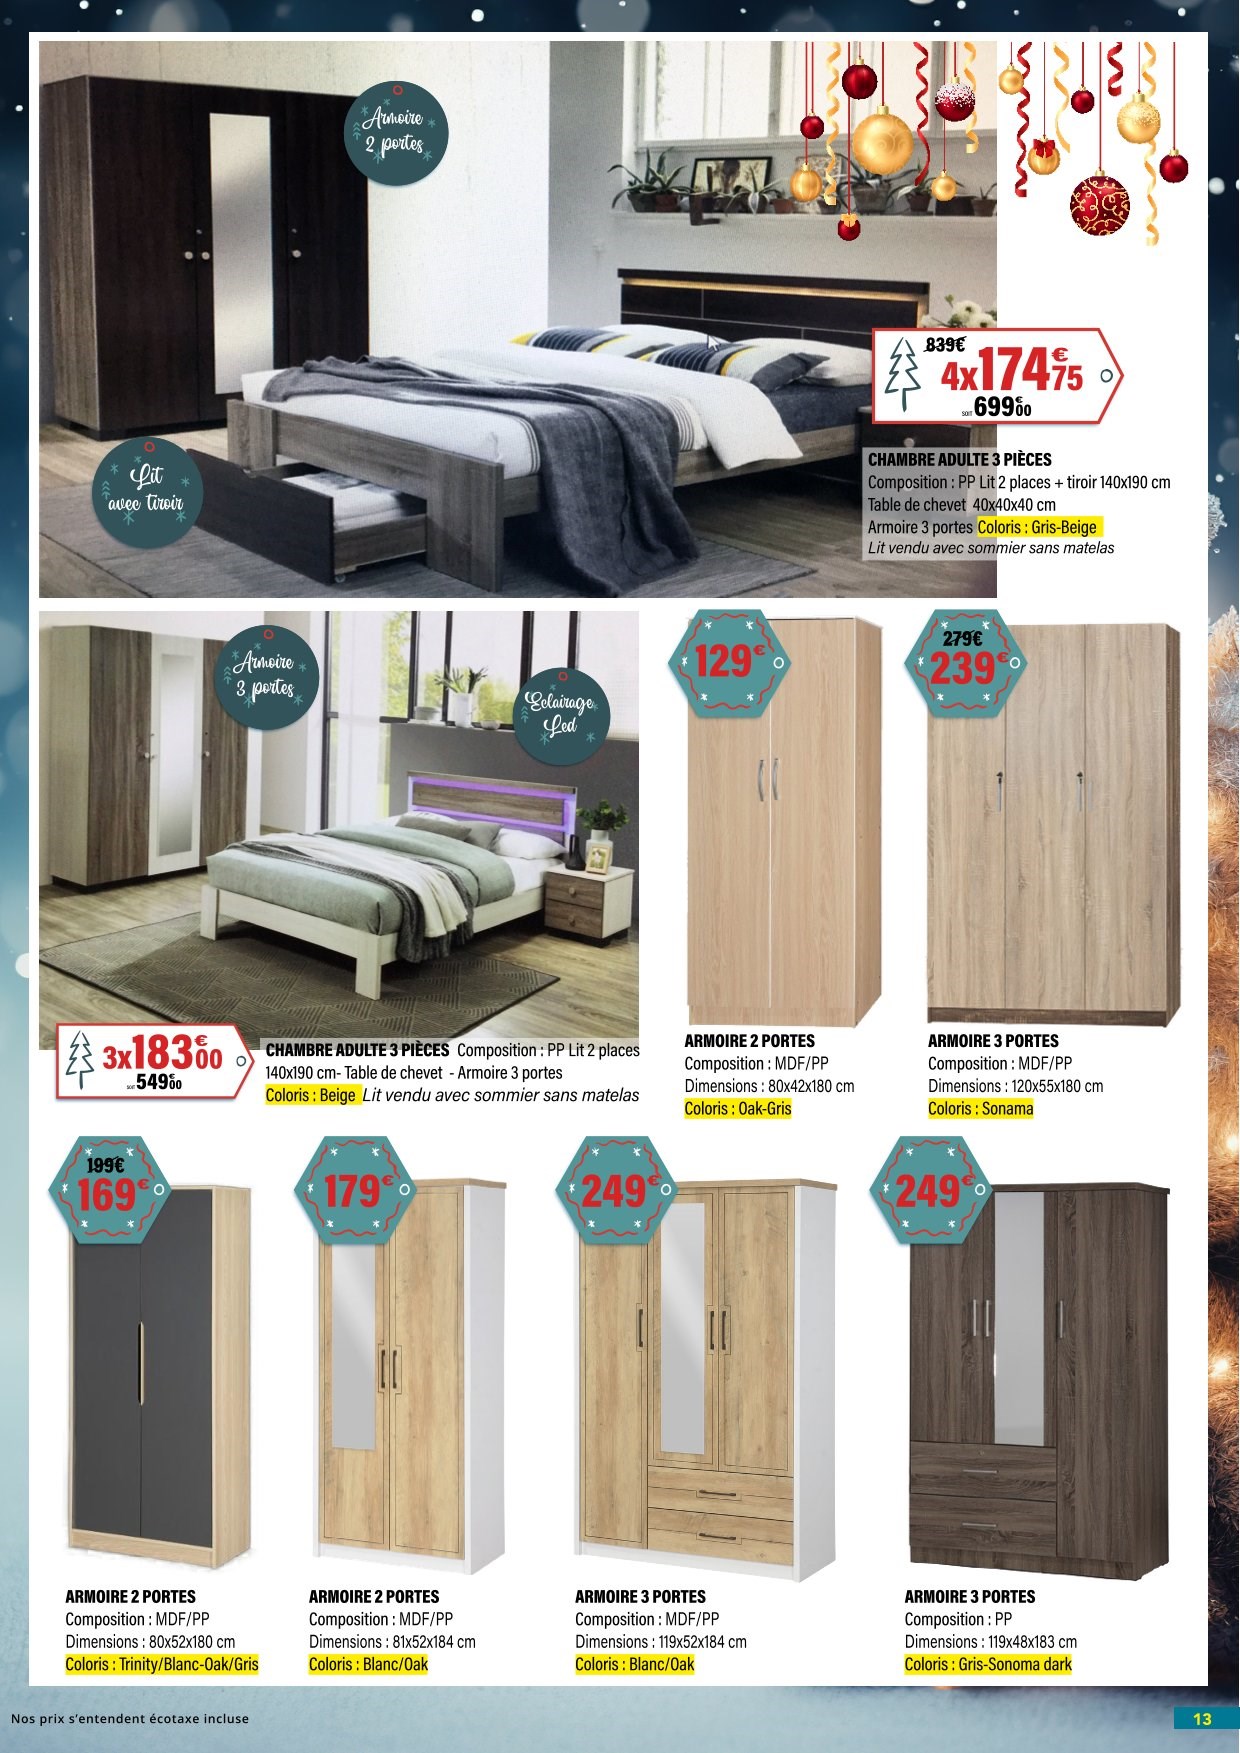 Armoire
2 portes
Lit
avec tiroir
839€
4x174€75
SOIT 699€00
CHAMBRE ADULTE 3 PIÈCES
Composition : PP Lit 2 places + tiroir 140x190 cm
Table de chevet 40x40x40 cm
Armoire 3 portes Coloris : Gris-Beige
Lit vendu avec sommier sans matelas
Armoire
3 portes
Eclairage
Led
3x183€00
SOIT 549€00
CHAMBRE ADULTE 3 PIÈCES Composition : PP Lit 2 places
140x190 cm- Table de chevet - Armoire 3 portes
Coloris : Beige Lit vendu avec sommier sans matelas
129€
ARMOIRE 2 PORTES
Composition : MDF/PP
Dimensions : 80x42x180 cm
Coloris : Oak-Gris
279€
239€
ARMOIRE 3 PORTES
Composition : MDF/PP
Dimensions : 120x55x180 cm
Coloris : Sonama
199€
169€
ARMOIRE 2 PORTES
Composition : MDF/PP
Dimensions : 80x52x180 cm
Coloris : Trinity/Blanc-Oak/Gris
179€
ARMOIRE 2 PORTES
Composition : MDF/PP
Dimensions : 81x52x184 cm
Coloris : Blanc/Oak
249€
ARMOIRE 3 PORTES
Composition : MDF/PP
Dimensions : 119x52x184 cm
Coloris : Blanc/Oak
249€
ARMOIRE 3 PORTES
Composition : PP
Dimensions : 119x48x183 cm
Coloris : Gris-Sonoma dark
Nos prix s'entendent écotaxe incluse
13